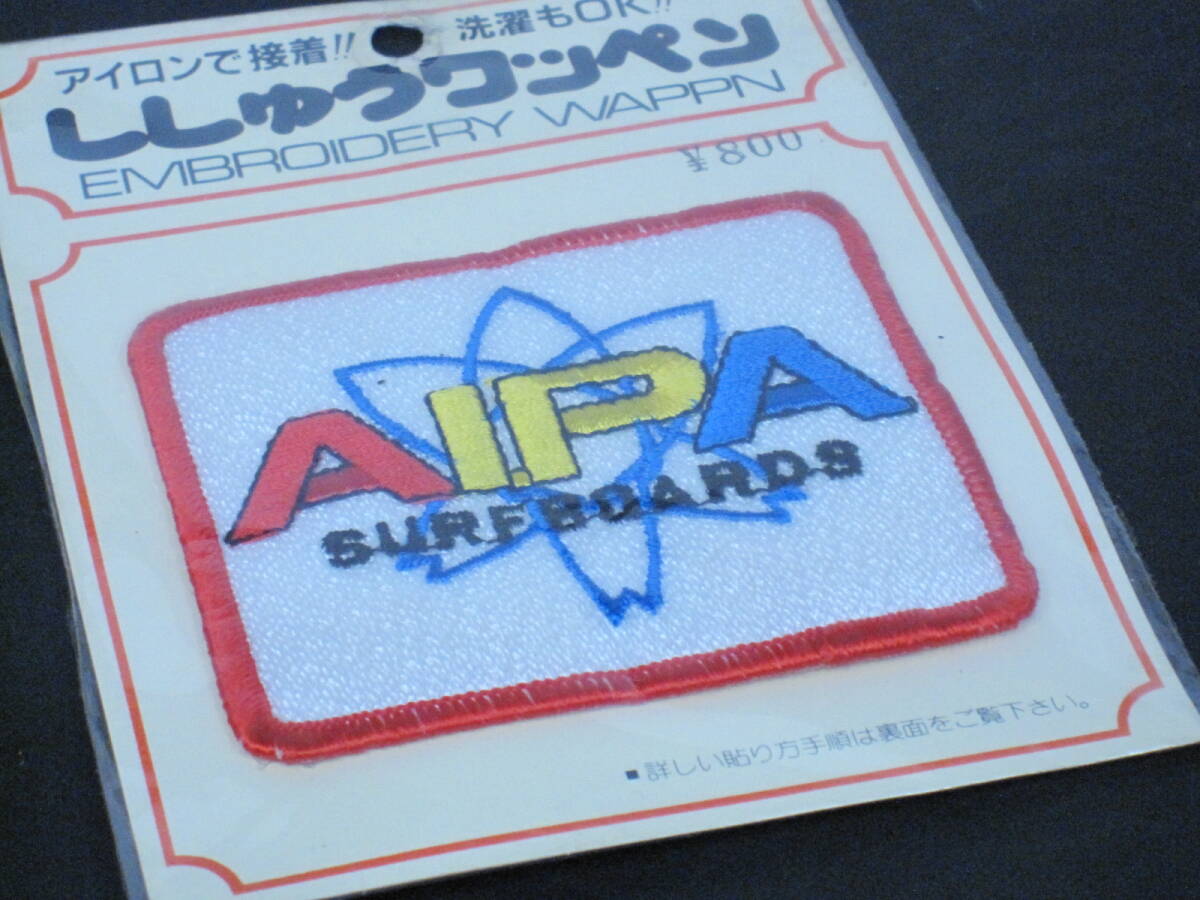 アイロンで接着!! 洗濯もOK!!
ししゅうワッペン
EMBROIDERY WAPPN
¥800
AIPA
SURFBOARDS
■詳しい貼り方手順は裏面をご覧下さい。